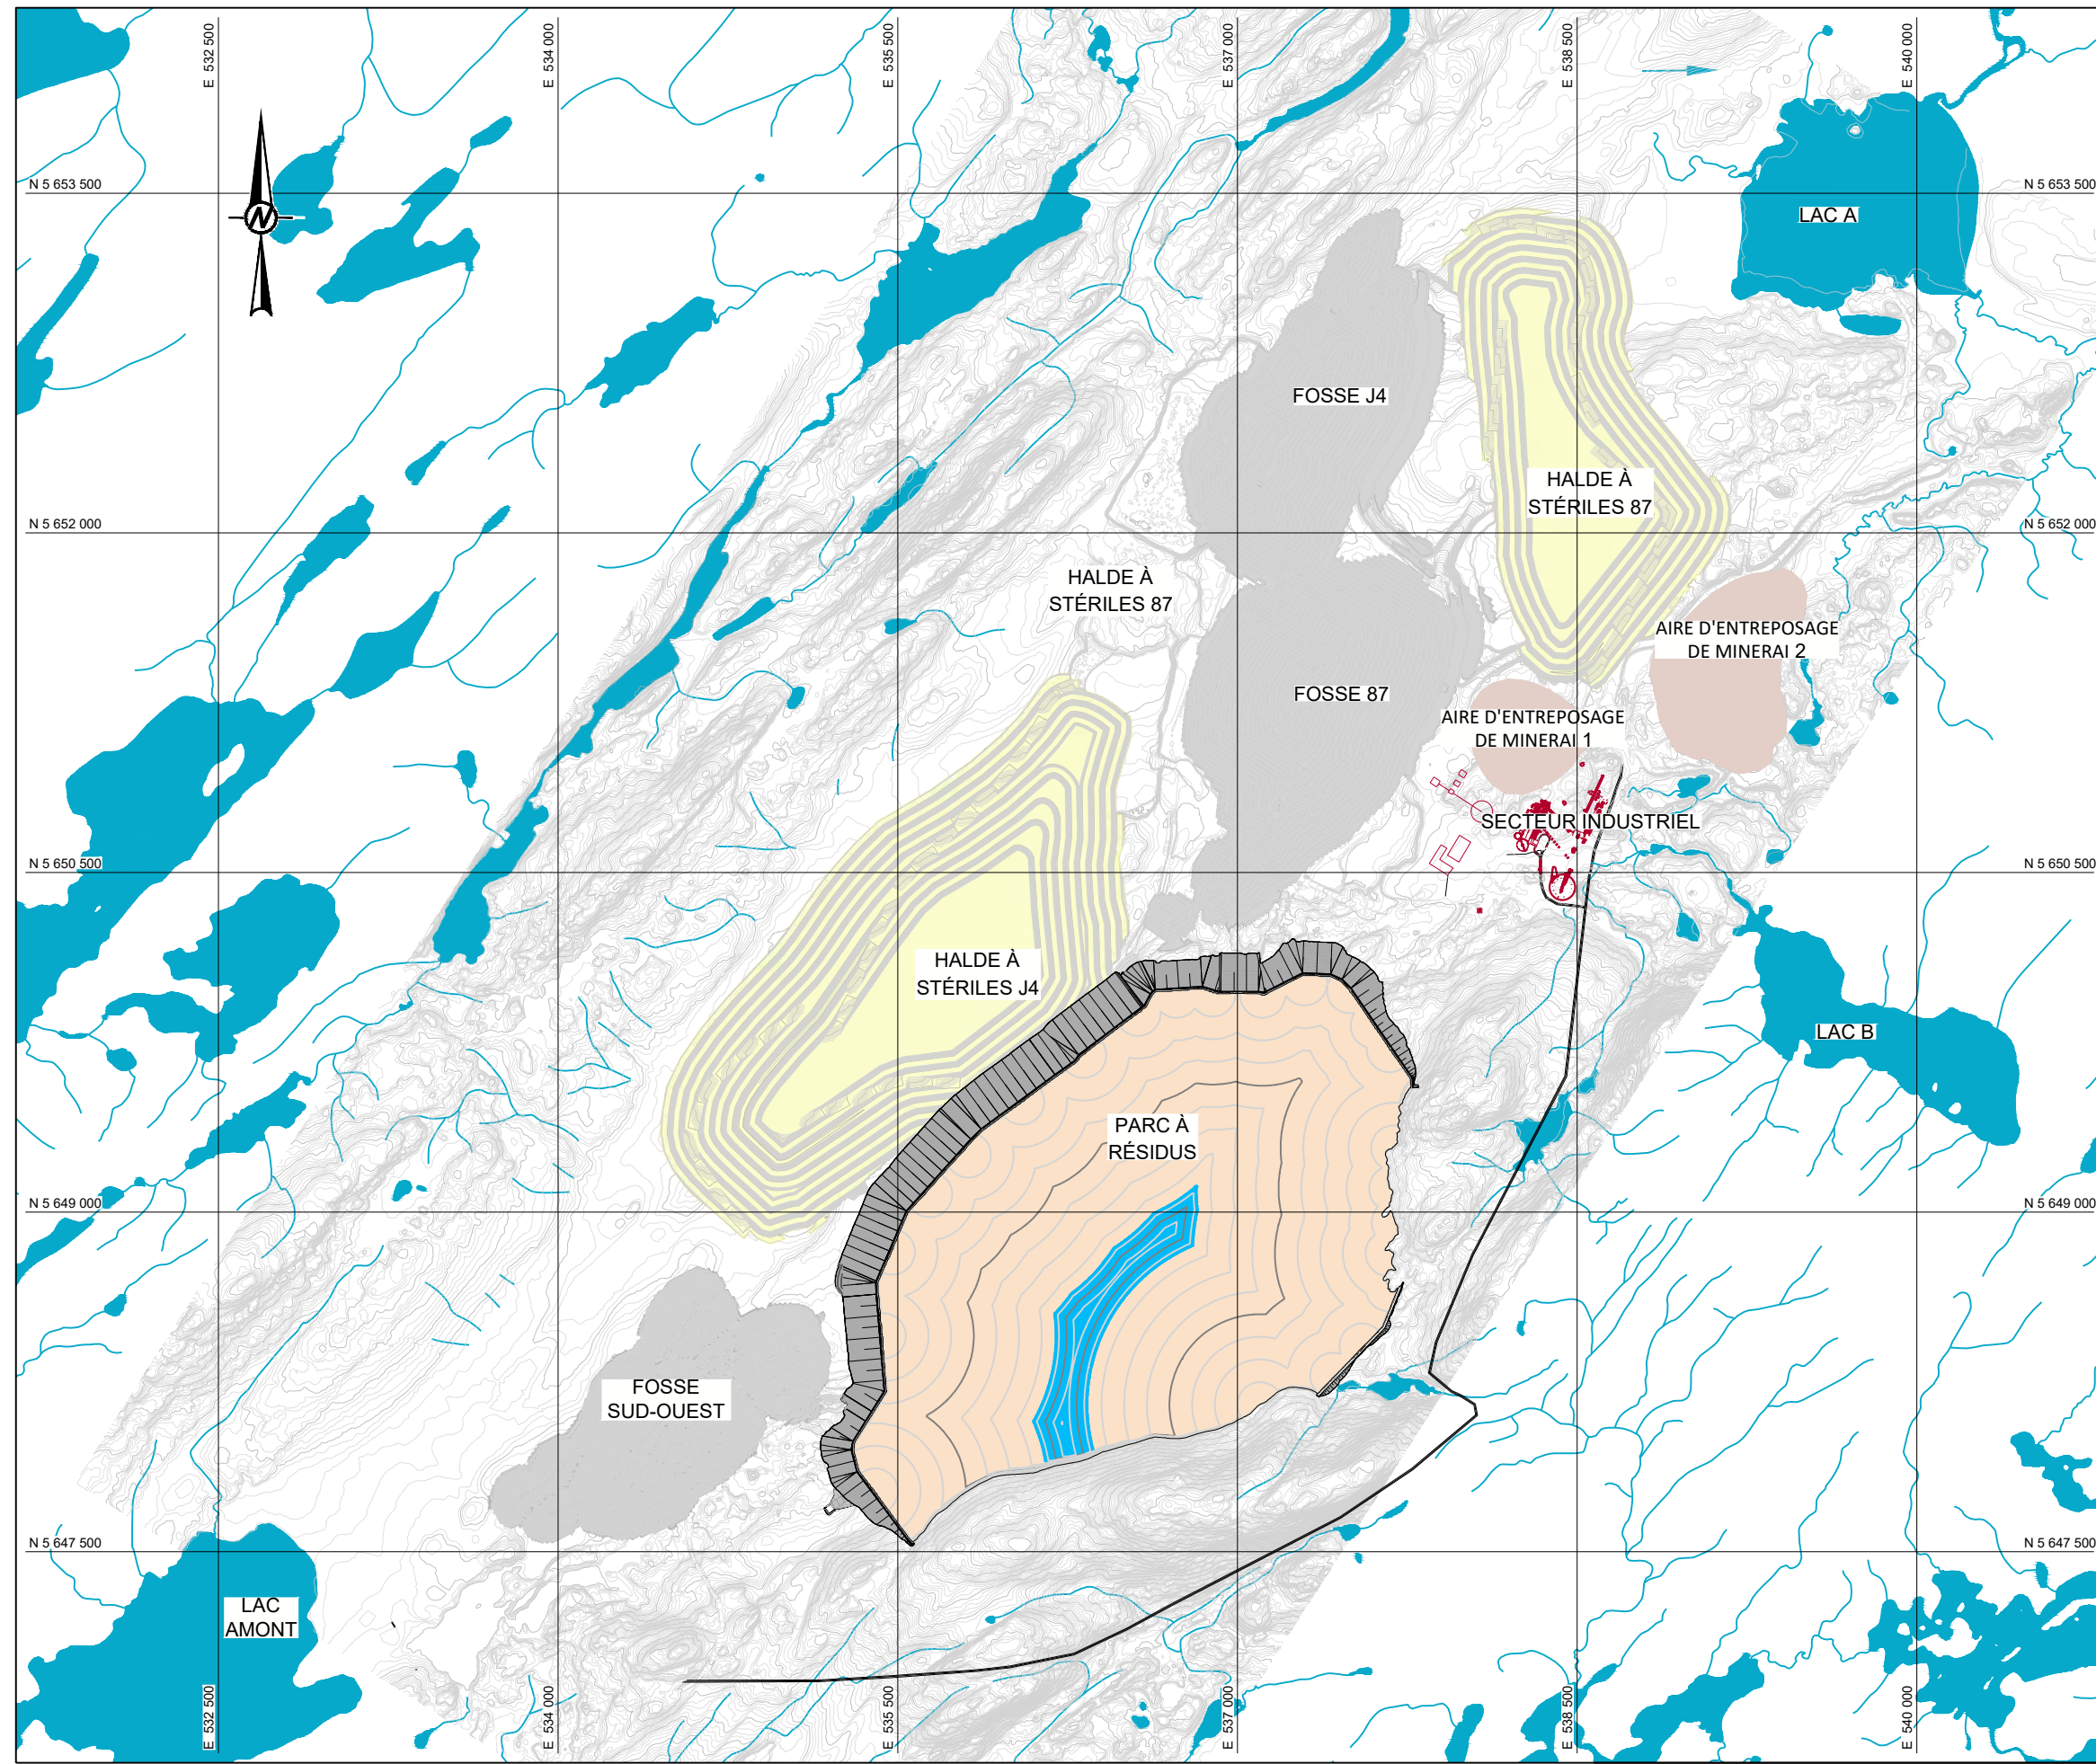 E 532 500
E 534 000
E 535 500
E 537 000
E 538 500
E 540 000
N 5 653 500
N 5 653 500
N
LAC A
FOSSE J4
HALDE À
STÉRILES 87
N 5 652 000
N 5 652 000
HALDE À
STÉRILES 87
AIRE D'ENTREPOSAGE
DE MINERAI 2
FOSSE 87
AIRE D'ENTREPOSAGE
DE MINERAI 1
SECTEUR INDUSTRIEL
N 5 650 500
N 5 650 500
HALDE À
STÉRILES J4
LAC B
PARC À
RÉSIDUS
N 5 649 000
N 5 649 000
FOSSE
SUD-OUEST
N 5 647 500
N 5 647 500
LAC
AMONT
E 532 500
E 534 000
E 535 500
E 537 000
E 538 500
E 540 000